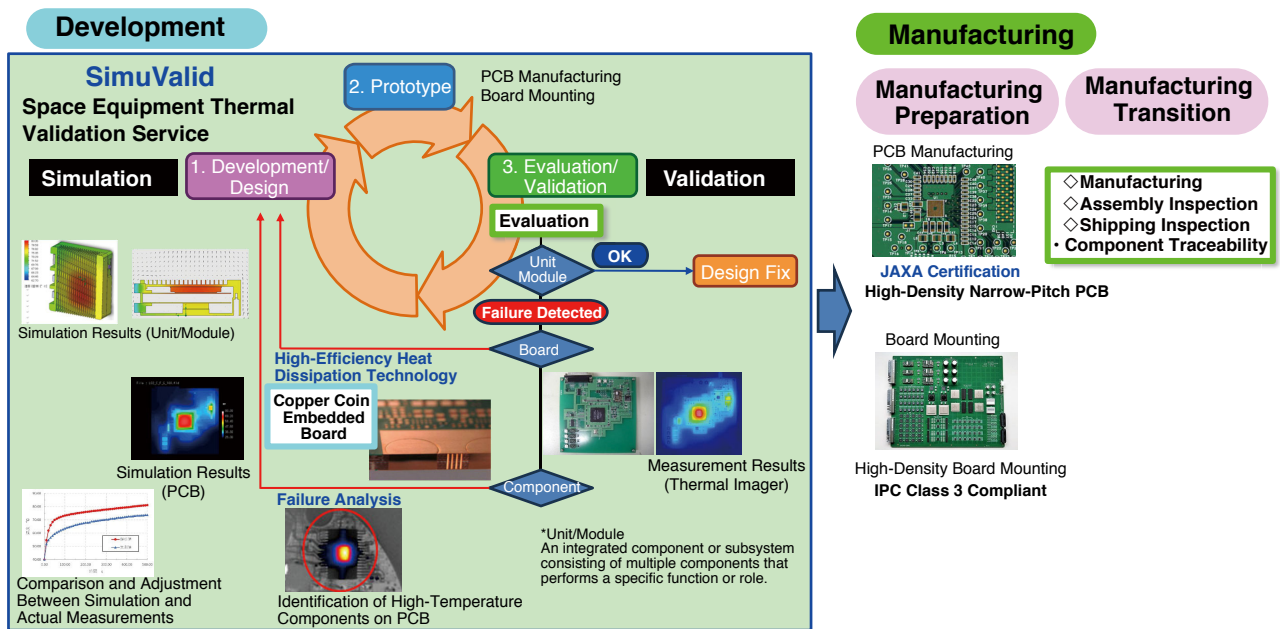 Development
SimuValid
Space Equipment Thermal
Validation Service
2. Prototype
PCB Manufacturing
Board Mounting
Simulation
1. Development/
Design
3. Evaluation/
Validation
Validation
Evaluation
Unit
Module
OK
Design Fix
Failure Detected
Board
Simulation Results (Unit/Module)
High-Efficiency Heat
Dissipation Technology
Copper Coin
Embedded
Board
Simulation Results
(PCB)
Measurement Results
(Thermal Imager)
Component
Failure Analysis
Comparison and Adjustment
Between Simulation and
Actual Measurements
Identification of High-Temperature
Components on PCB
*Unit/Module
An integrated component or subsystem
consisting of multiple components that
performs a specific function or role.
Manufacturing
Manufacturing
Preparation
Manufacturing
Transition
PCB Manufacturing
JAXA Certification
High-Density Narrow-Pitch PCB
◇Manufacturing
◇Assembly Inspection
◇Shipping Inspection
・Component Traceability
Board Mounting
High-Density Board Mounting
IPC Class 3 Compliant